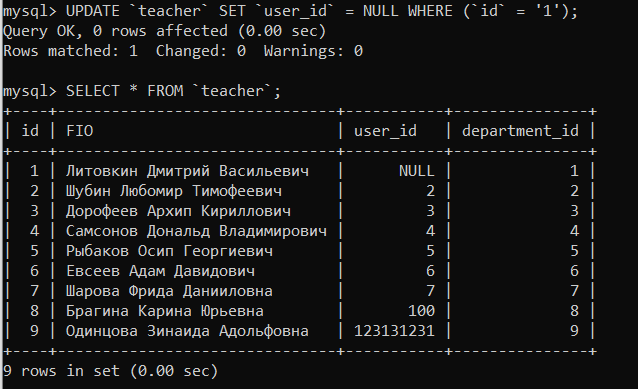 mysql> UPDATE `teacher` SET `user_id` = NULL WHERE (`id` = '1');
Query OK, 0 rows affected (0.00 sec)
Rows matched: 1  Changed: 0  Warnings: 0
mysql> SELECT * FROM `teacher`;
+----+------------------------------+-----------+---------------+
| id | FIO                          | user_id   | department_id |
+----+------------------------------+-----------+---------------+
|  1 | Литовкин Дмитрий Васильевич  |      NULL |             1 |
|  2 | Шубин Любомир Тимофеевич     |         2 |             2 |
|  3 | Дорофеев Архип Кириллович    |         3 |             3 |
|  4 | Самсонов Дональд Владимирович |         4 |             4 |
|  5 | Рыбаков Осип Георгиевич      |         5 |             5 |
|  6 | Евсеев Адам Давидович        |         6 |             6 |
|  7 | Шарова Фрида Данииловна      |         7 |             7 |
|  8 | Брагина Карина Юрьевна       |       100 |             8 |
|  9 | Одинцова Зинаида Адольфовна  | 123131231 |             9 |
+----+------------------------------+-----------+---------------+
9 rows in set (0.00 sec)